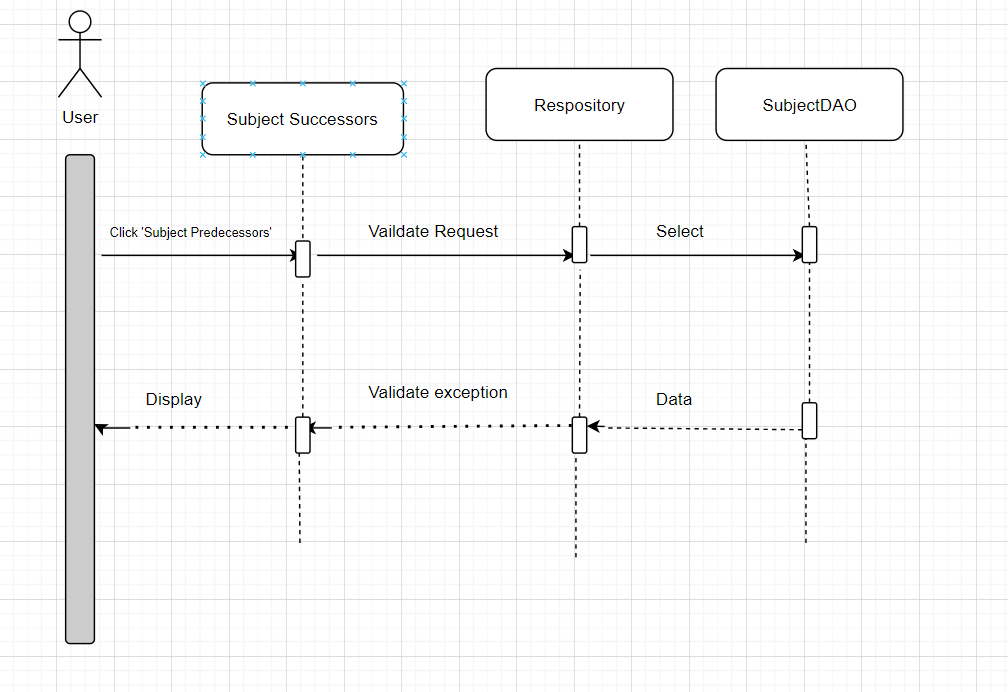 User
Subject Successors
Respository
SubjectDAO
Click 'Subject Predecessors'
Vaildate Request
Select
Display
Validate exception
Data